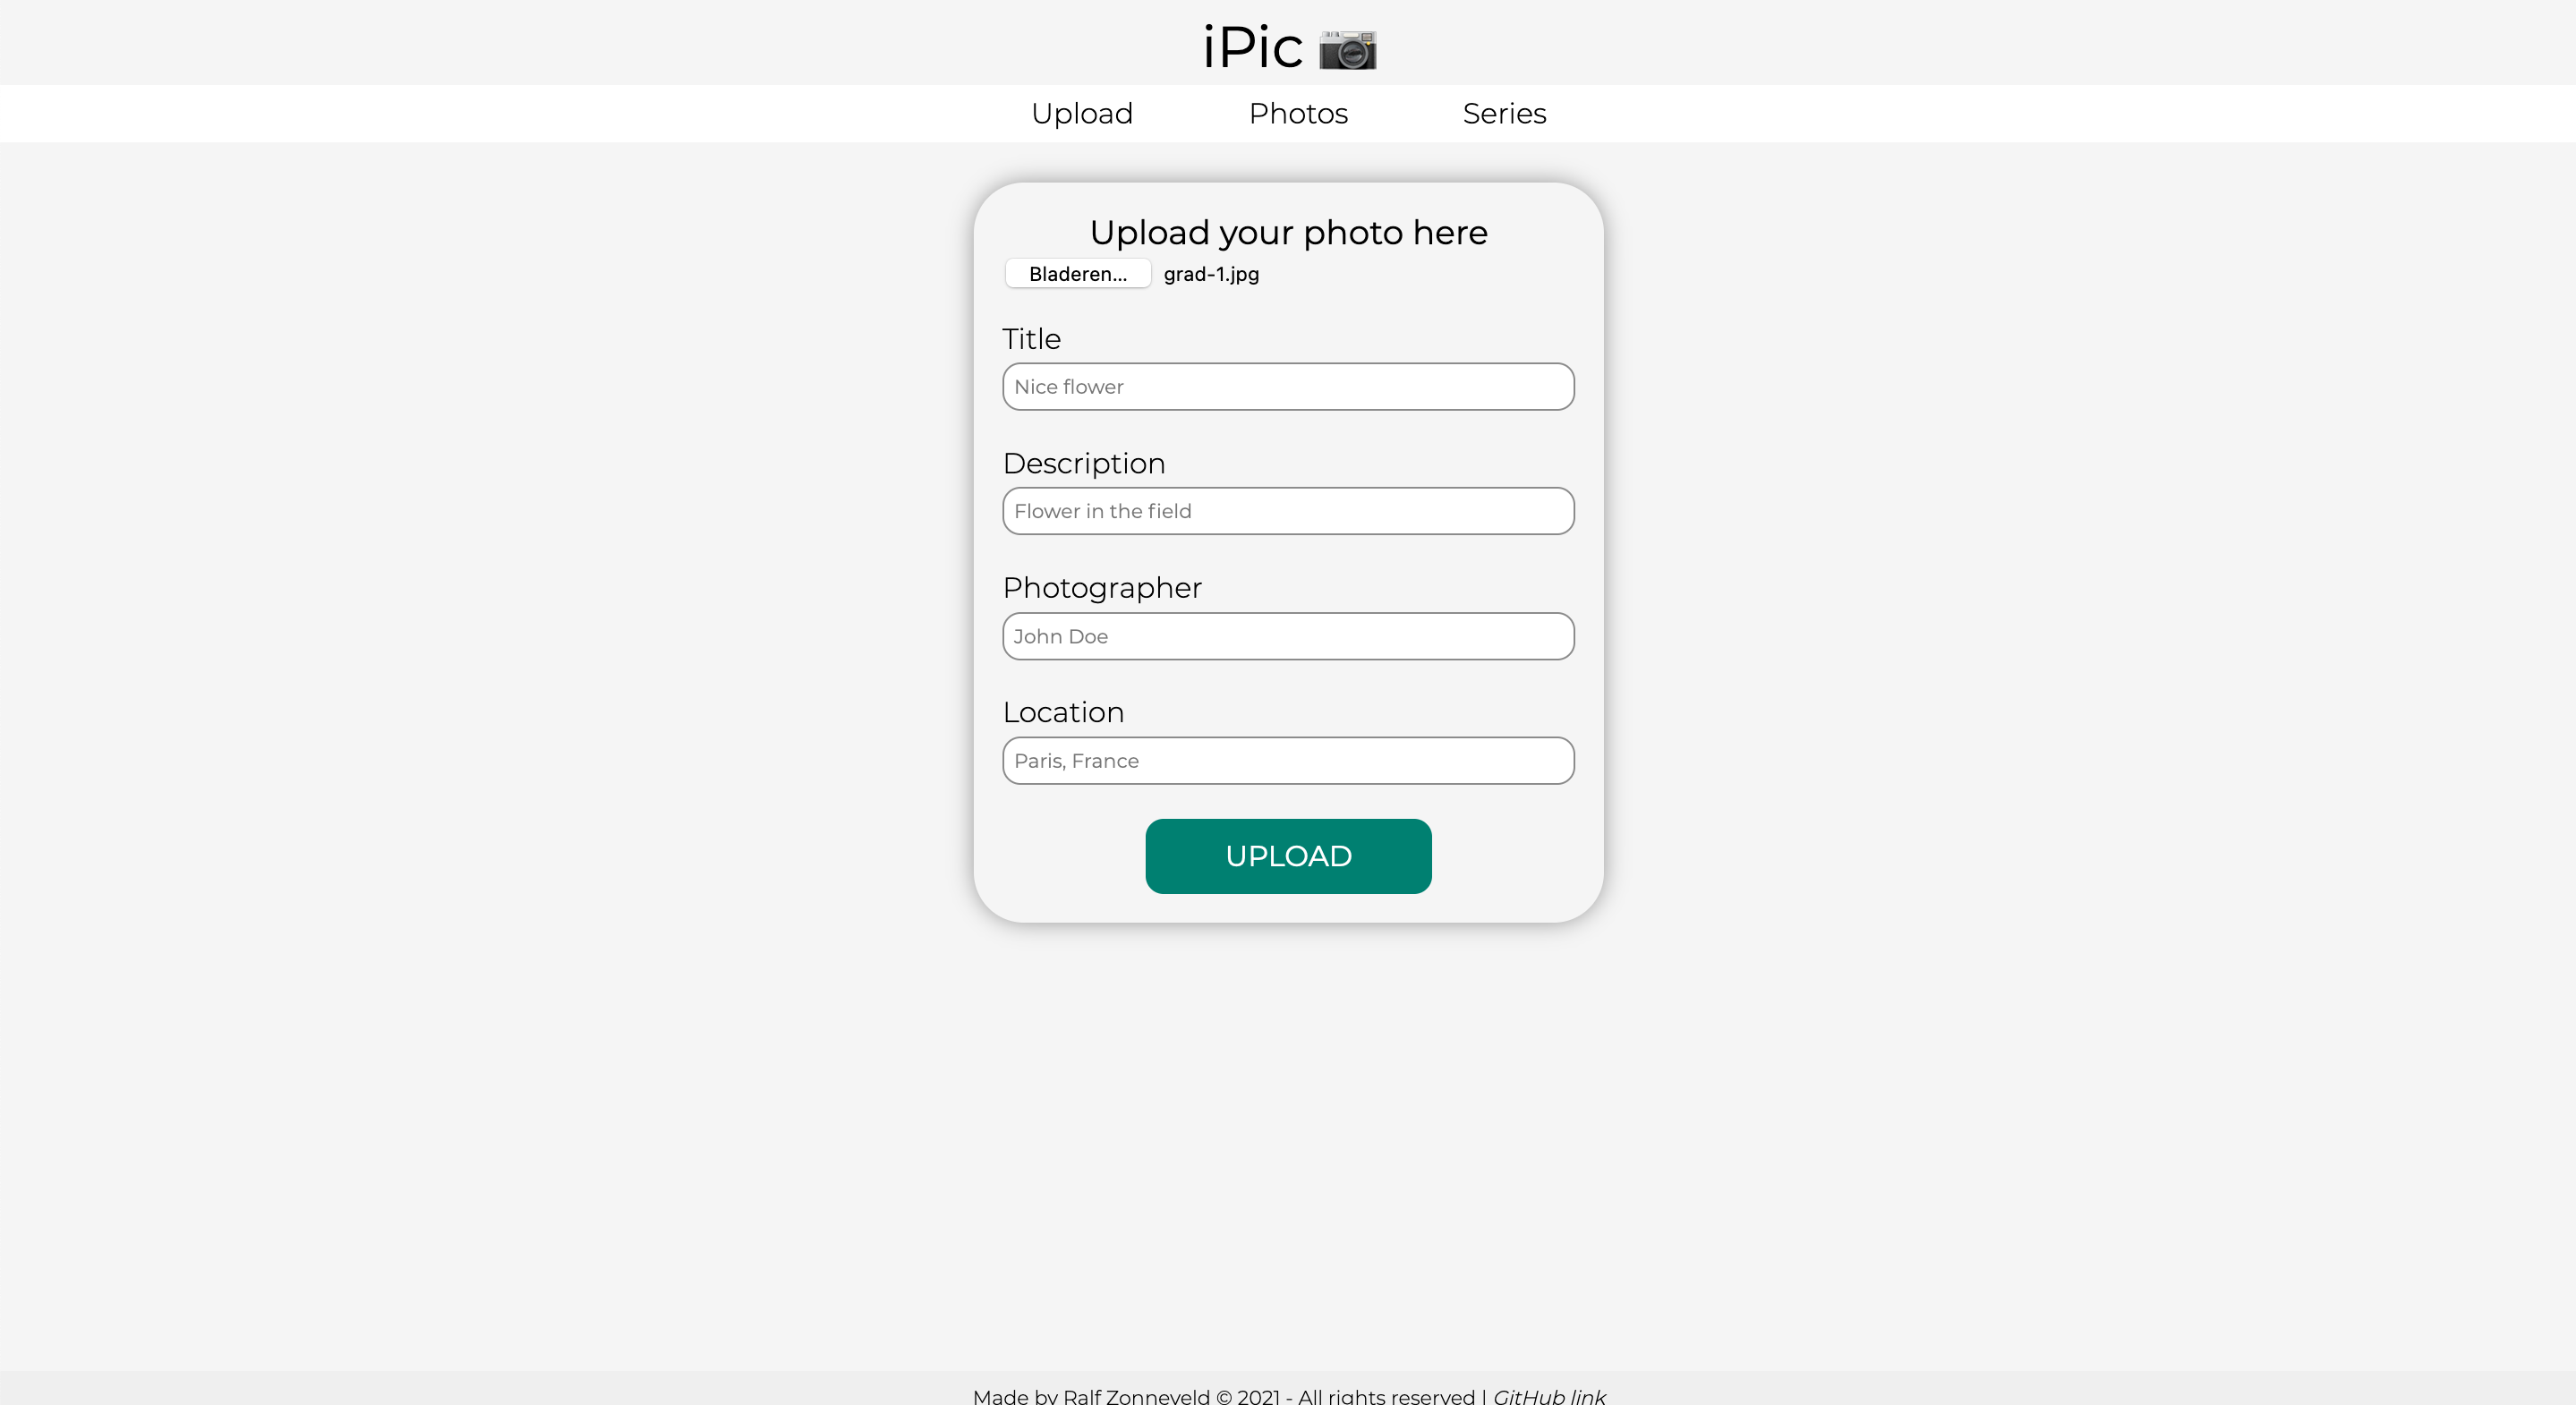 iPic
Upload Photos Series
Upload your photo here
Bladeren... grad-1.jpg
Title
Nice flower
Description
Flower in the field
Photographer
John Doe
Location
Paris, France
UPLOAD
Made by Ralf Zonneveld © 2021 - All rights reserved | GitHub link